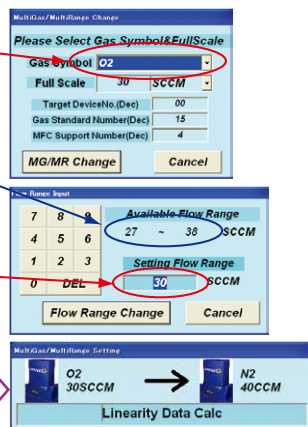 MultiGas/MultiRange Change
Please Select Gas Symbol&FullScale
Gas Symbol O2
Full Scale 30 SCCM
Target DeviceNo.(Dec) 00
Gas Standard Number(Dec) 15
MFC Support Number(Dec) 4
MG/MR Change Cancel
Flow Range Input
7 8 9 Available Flow Range
4 5 6 27 ~ 38 SCCM
1 2 3 Setting Flow Range
0 DEL 30 SCCM
Flow Range Change Cancel
MultiGas/MultiRange Setting
O2 N2
30SCCM 40CCM
Linearity Data Calc